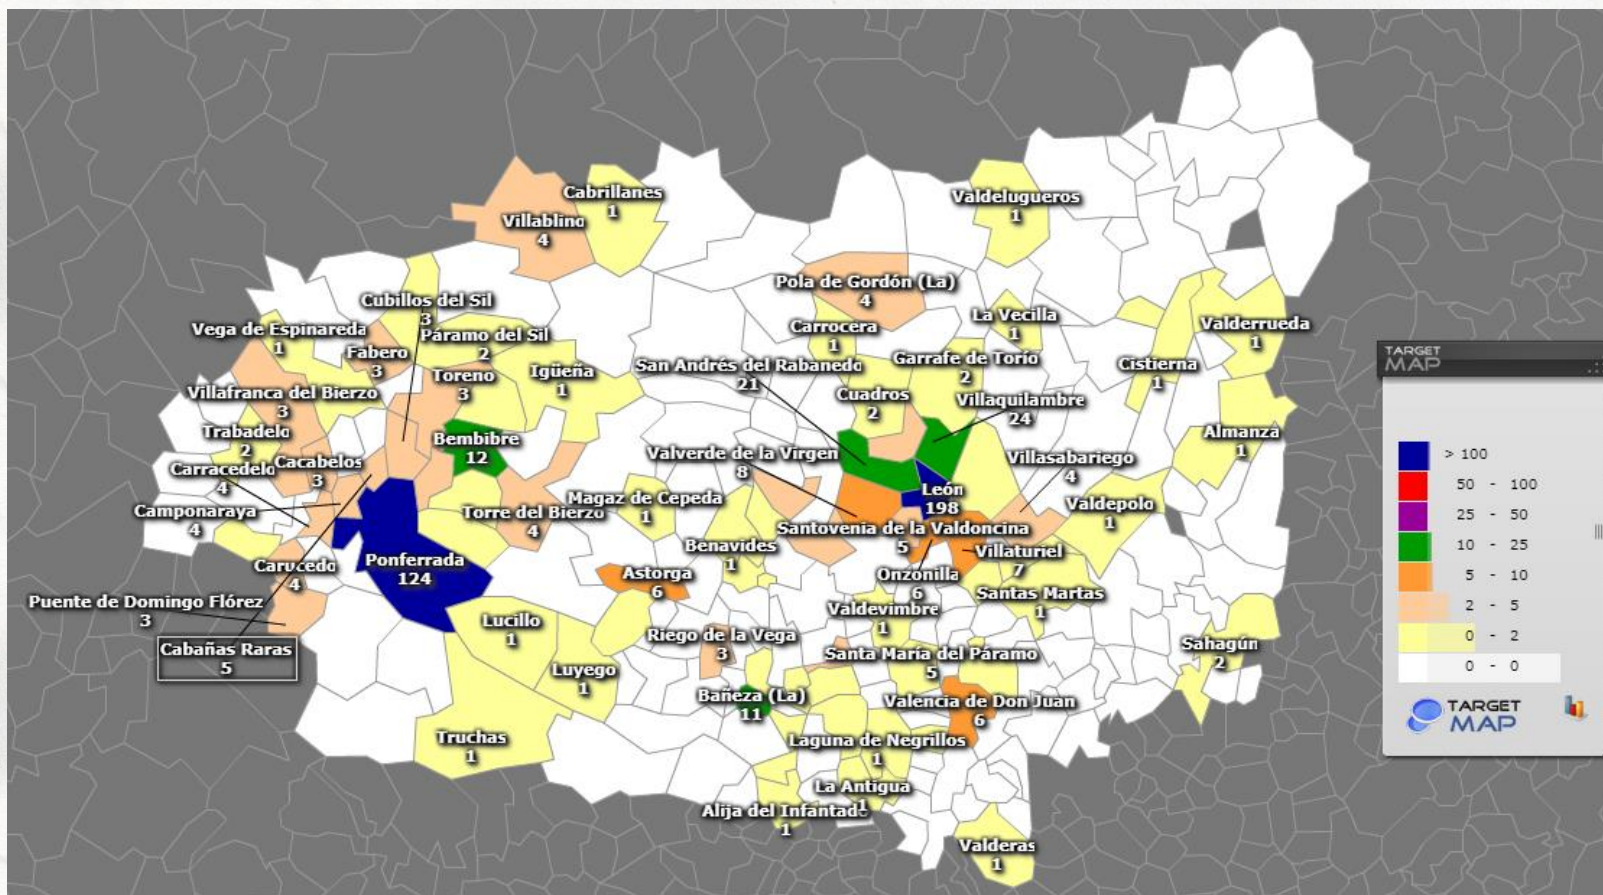 Cabrillanes
1
Villablino
4
Valdelugueros
1
Pola de Gordón (La)
4
Cubillos del Sil
3
Vega de Espinareda
1
Páramo del Sil
2
Fabero
3
Carrocera
1
La Vecilla
1
Valderrueda
1
San Andrés del Rabanedo
21
Garrafe de Torío
2
Cistierna
1
Igüeña
1
Toreno
3
Villafranca del Bierzo
3
Cuadros
2
Villaquilambre
24
Trabadelo
2
Bembibre
12
Almanza
1
Valverde de la Virgen
8
Villasabariego
4
Carracedelo
4
Cacabelos
3
León
198
Magaz de Cepeda
1
Valdepolo
1
Camponaraya
4
Torre del Bierzo
4
Santovenia de la Valdoncina
5
Benavides
1
Villaturiel
7
Ponferrada
124
Carucedo
4
Astorga
6
Onzonilla
6
Santas Martas
1
Puente de Domingo Flórez
3
Valdevimbre
1
Lucillo
1
Riego de la Vega
3
Cabañas Raras
5
Santa María del Páramo
5
Sahagún
2
Luyego
1
Bañeza (La)
11
Valencia de Don Juan
6
Truchas
1
Laguna de Negrillos
1
La Antigua
1
Alija del Infantado
1
Valderas
1
TARGET
MAP
> 100
50 - 100
25 - 50
10 - 25
5 - 10
2 - 5
0 - 2
0 - 0
TARGET
MAP